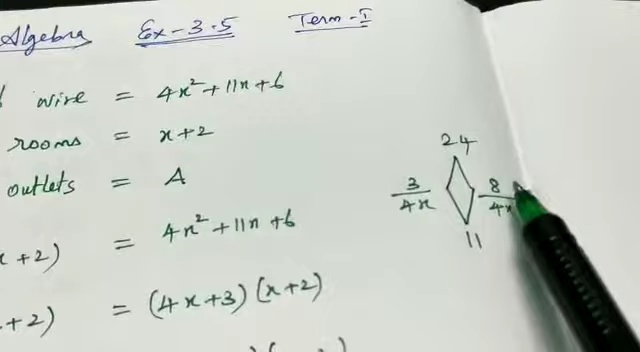 Algebra Ex-3.5 Term-I
wire = 4x²+11x+6
rooms = x+2
outlets = A
24
3/4x 8/4x
11
x+2) = 4x²+11x+6
+2) = (4x+3)(x+2)